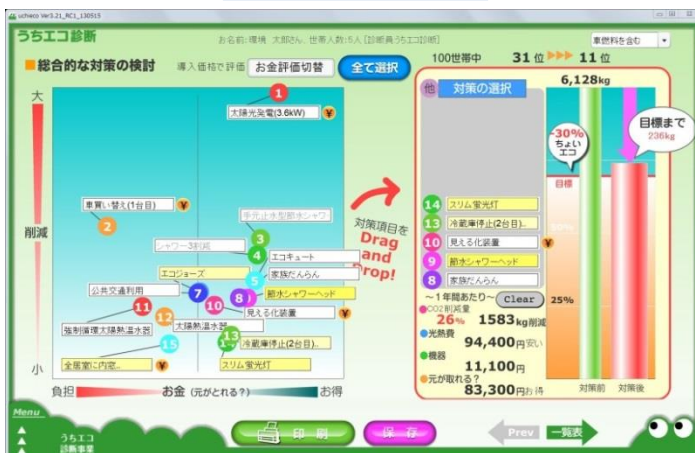 uchieco Ver3.21_RC1_130515
うちエコ診断
お名前:環境 太郎さん、世帯人数:5人 [診断員:うちエコ診断]
車燃料を含む
総合的な対策の検討
導入価格で評価
お金評価切替
全て選択
100世帯中 31位 11位
大
削減
小
1
太陽光発電(3.6kW)
車買い替え(1台目)
2
手元止水型節水シャワ
3
シャワー3割減
4
エコキュート
エコジョーズ
5
家族だんらん
公共交通利用
7
8
節水シャワーヘッド
11
10
見える化装置
12
太陽熱温水器
強制循環太陽熱温水器
13
15
冷蔵庫停止(2台目)..
全居室に内窓..
スリム蛍光灯
負担
お金 (元がとれる?)
お得
対策項目を
Drag
and
Drop!
他
対策の選択
14 スリム蛍光灯
13 冷蔵庫停止(2台目)..
10 見える化装置
9 節水シャワーヘッド
8 家族だんらん
~1年間あたり~ Clear
CO2削減量
26% 1583kg削減
光熱費
94,400円安い
機器
11,100円
元が取れる?
83,300円お得
6,128kg
-30%
ちょい
エコ
目標
25%
目標まで
236kg
対策前 対策後
Menu
うちエコ
診断事業
印刷
保存
Prev
一覧表